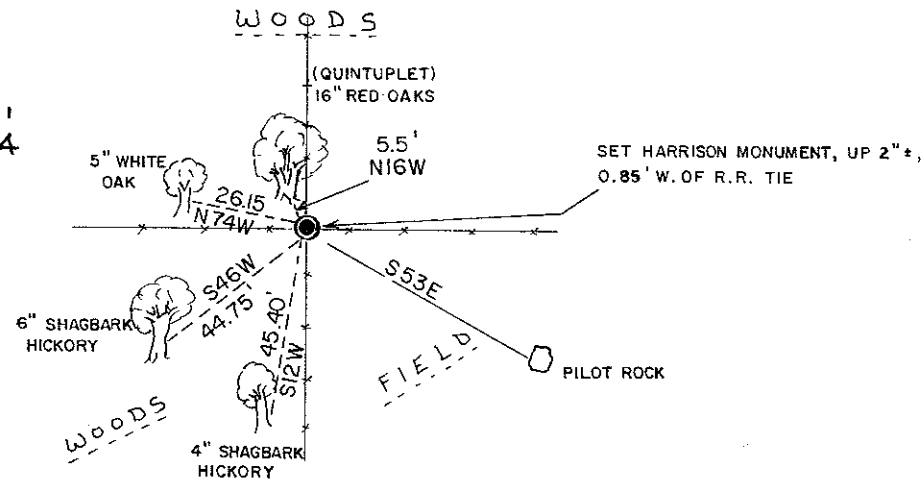 WOODS
(QUINTUPLET)
16" RED OAKS
'
4
5.5'
N16W
5" WHITE
OAK
SET HARRISON MONUMENT, UP 2"±,
0.85' W. OF R.R. TIE
26.15
N74W
S46W
44.75'
S53E
6" SHAGBARK
HICKORY
45.40'
S12W
FIELD
PILOT ROCK
WOODS
4" SHAGBARK
HICKORY